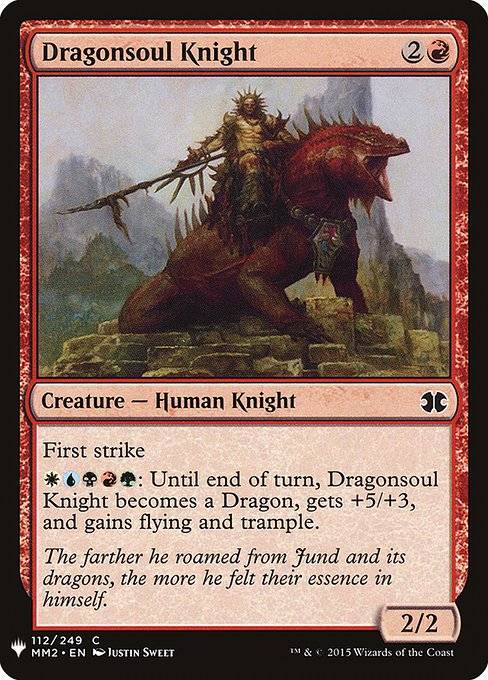 Dragonsoul Knight 2
Creature — Human Knight
First strike
: Until end of turn, Dragonsoul
Knight becomes a Dragon, gets +5/+3,
and gains flying and trample.
The farther he roamed from Jund and its
dragons, the more he felt their essence in
himself.
2/2
112/249 C
MM2 • EN Justin Sweet
™ & © 2015 Wizards of the Coast